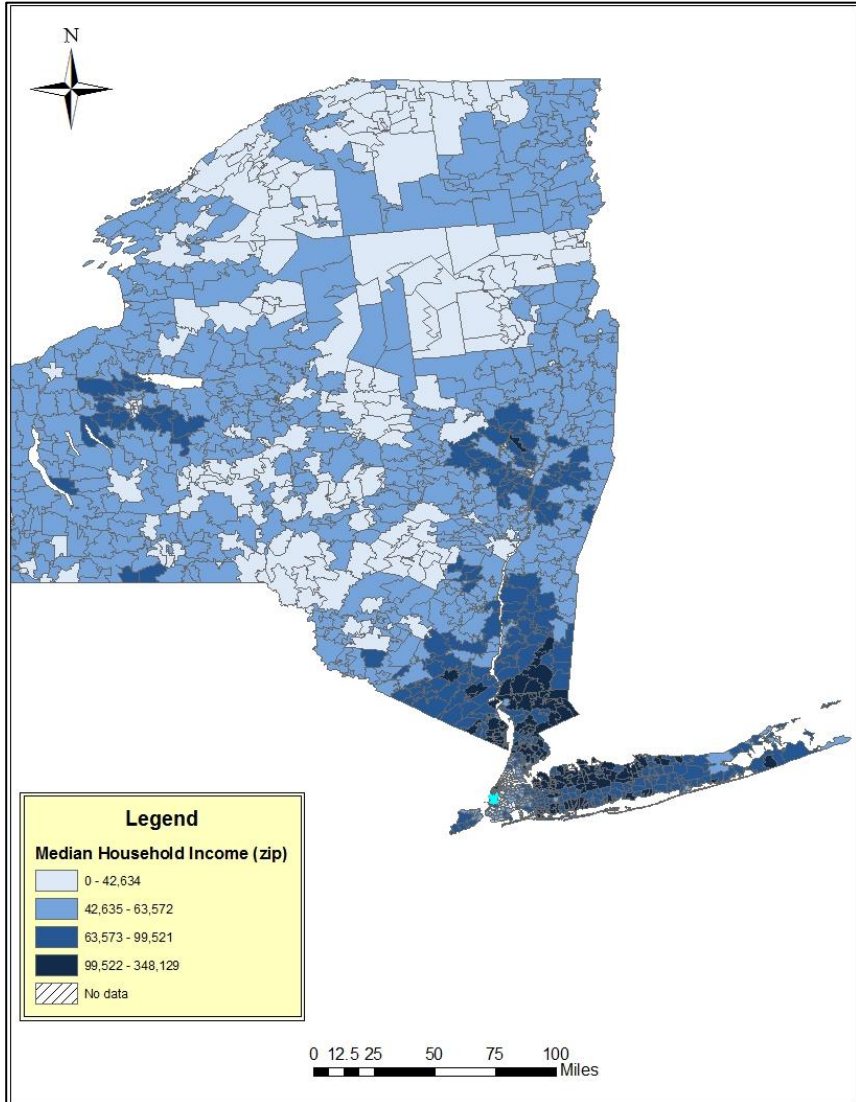 N
Legend
Median Household Income (zip)
0 - 42,634
42,635 - 63,572
63,573 - 99,521
99,522 - 348,129
No data
0 12.5 25 50 75 100
Miles